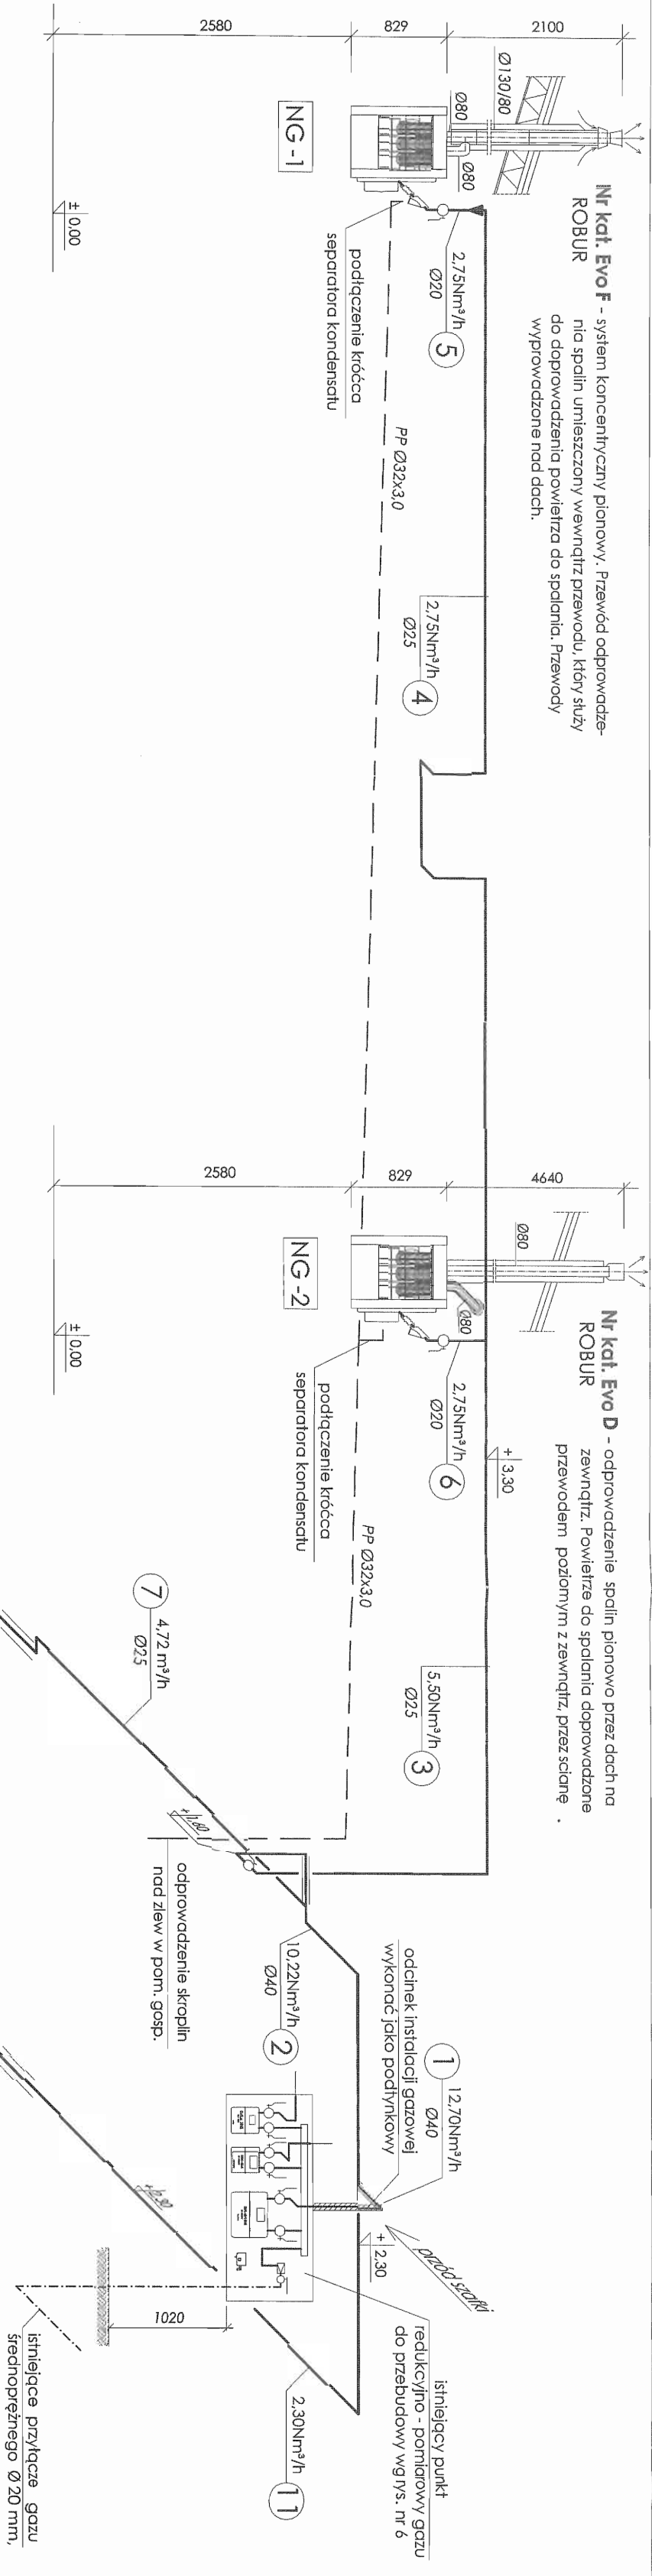 2580
829
2100
Ø130/80
Ø80
Ø80
NG -1
± 0,00
Nr kat. Evo F - system koncentryczny pionowy. Przewód odprowadze-
ROBUR
nia spalin umieszczony wewnątrz przewodu, który służy
do doprowadzenia powietrza do spalania. Przewody
wyprowadzone nad dach.
2,75Nm³/h
Ø20
5
podłączenie króćca
separatora kondensatu
PP Ø32x3,0
2,75Nm³/h
Ø25
4
2580
829
4640
Ø80
Ø80
NG -2
± 0,00
Nr kat. Evo D - odprowadzenie spalin pionowo przez dach na
ROBUR
zewnątrz. Powietrze do spalania doprowadzone
przewodem poziomym z zewnątrz, przez scianę .
2,75Nm³/h
Ø20
6
+ 3,30
podłączenie króćca
separatora kondensatu
PP Ø32x3,0
5,50Nm³/h
Ø25
3
7
4,72 m³/h
Ø25
odprowadzenie skroplin
nad zlew w pom. gosp.
10,22Nm³/h
Ø40
2
1
12,70Nm³/h
Ø40
odcinek instalacji gazowej
wykonać jako podtynkowy
+ 2,30
przód szafki
istniejący punkt
redukcyjno - pomiarowy gazu
do przebudowy wg rys. nr 6
2,30Nm³/h
11
1020
istniejące przyłącze gazu
średnoprężnego Ø 20 mm,